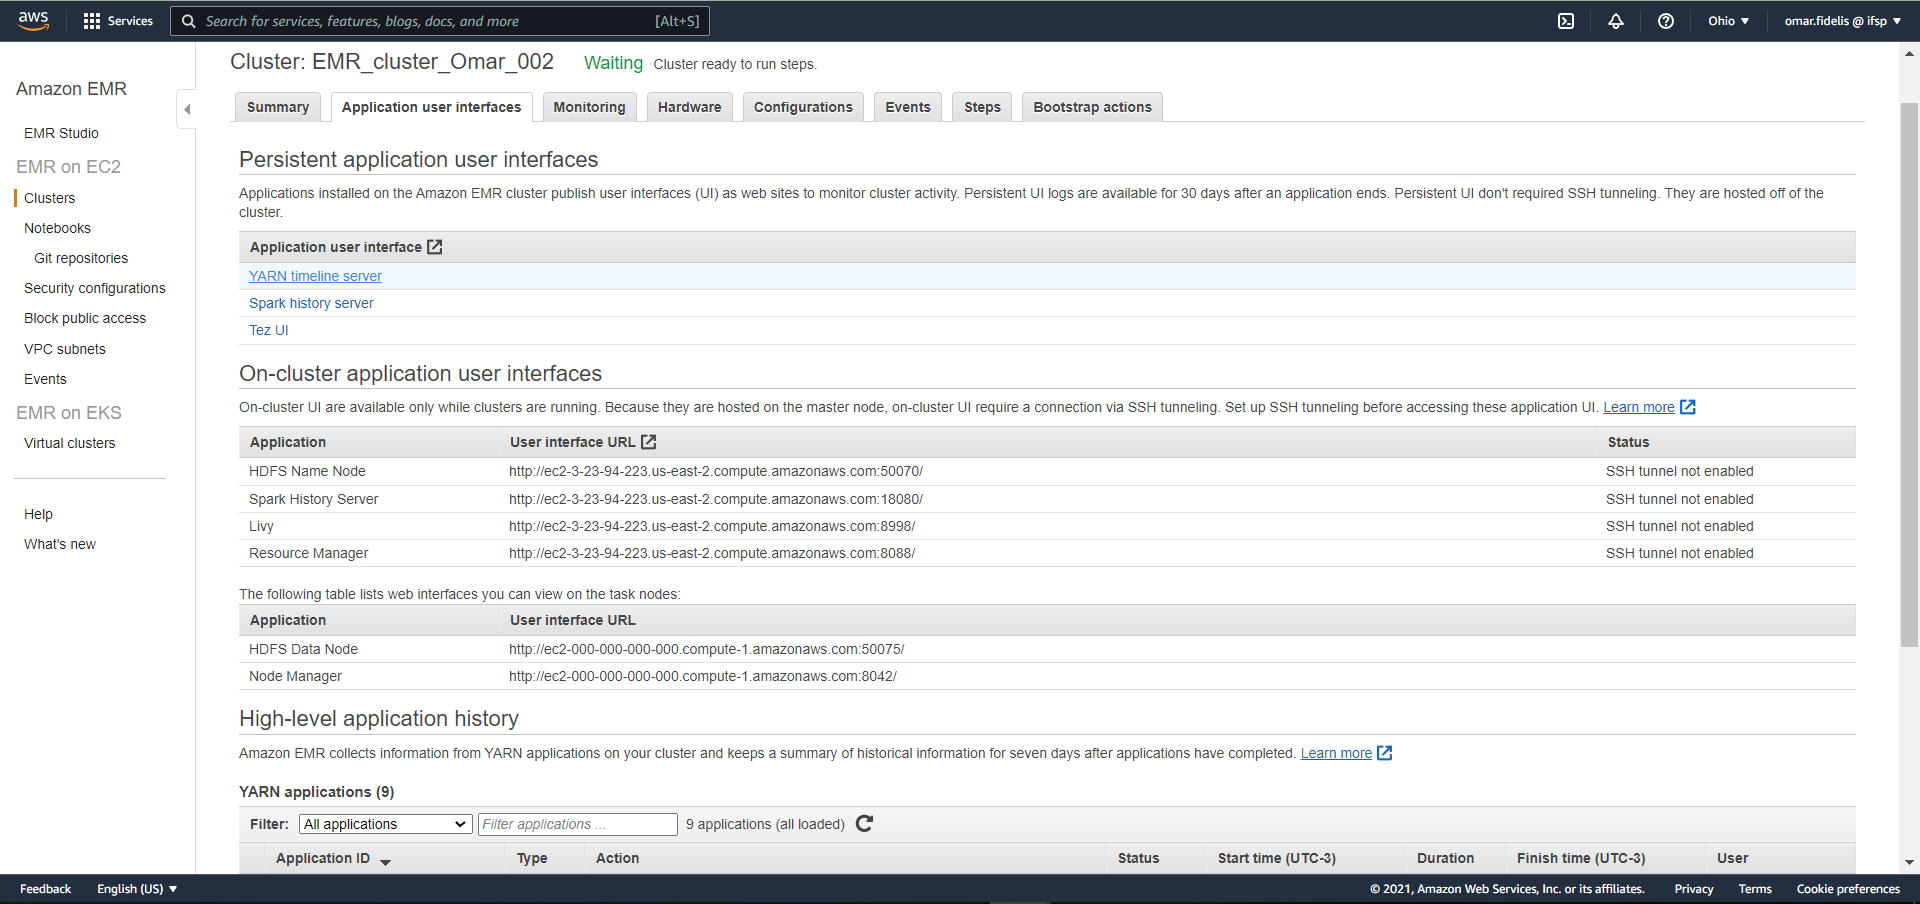 aws Services Search for services, features, blogs, docs, and more [Alt+S] Ohio ▼ omar.fidelis @ ifsp ▼
Amazon EMR
EMR Studio
EMR on EC2
Clusters
Notebooks
Git repositories
Security configurations
Block public access
VPC subnets
Events
EMR on EKS
Virtual clusters
Help
What's new
Cluster: EMR_cluster_Omar_002 Waiting Cluster ready to run steps.
Summary Application user interfaces Monitoring Hardware Configurations Events Steps Bootstrap actions
Persistent application user interfaces
Applications installed on the Amazon EMR cluster publish user interfaces (UI) as web sites to monitor cluster activity. Persistent UI logs are available for 30 days after an application ends. Persistent UI don't required SSH tunneling. They are hosted off of the
cluster.
Application user interface
YARN timeline server
Spark history server
Tez UI
On-cluster application user interfaces
On-cluster UI are available only while clusters are running. Because they are hosted on the master node, on-cluster UI require a connection via SSH tunneling. Set up SSH tunneling before accessing these application UI. Learn more
Application User interface URL Status
HDFS Name Node http://ec2-3-23-94-223.us-east-2.compute.amazonaws.com:50070/ SSH tunnel not enabled
Spark History Server http://ec2-3-23-94-223.us-east-2.compute.amazonaws.com:18080/ SSH tunnel not enabled
Livy http://ec2-3-23-94-223.us-east-2.compute.amazonaws.com:8998/ SSH tunnel not enabled
Resource Manager http://ec2-3-23-94-223.us-east-2.compute.amazonaws.com:8088/ SSH tunnel not enabled
The following table lists web interfaces you can view on the task nodes:
Application User interface URL
HDFS Data Node http://ec2-000-000-000-000.compute-1.amazonaws.com:50075/
Node Manager http://ec2-000-000-000-000.compute-1.amazonaws.com:8042/
High-level application history
Amazon EMR collects information from YARN applications on your cluster and keeps a summary of historical information for seven days after applications have completed. Learn more
YARN applications (9)
Filter: All applications Filter applications ... 9 applications (all loaded)
Application ID Type Action Status Start time (UTC-3) Duration Finish time (UTC-3) User
Feedback English (US) ▼ © 2021, Amazon Web Services, Inc. or its affiliates. Privacy Terms Cookie preferences